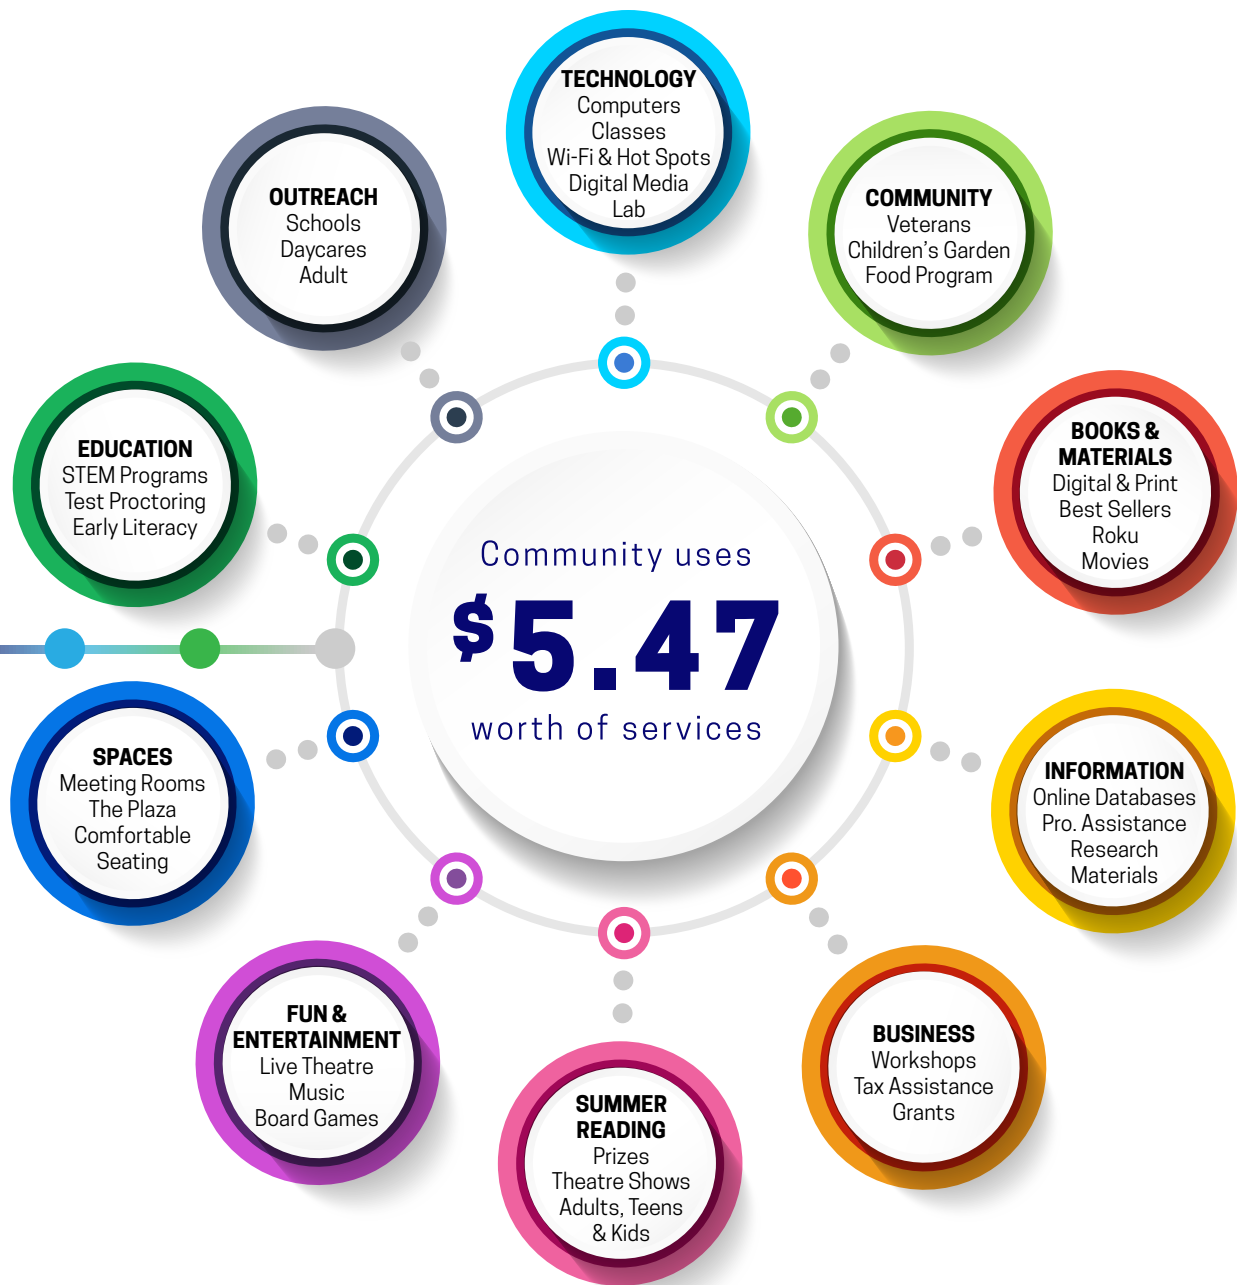 TECHNOLOGY
Computers
Classes
Wi-Fi & Hot Spots
Digital Media
Lab
OUTREACH
Schools
Daycares
Adult
COMMUNITY
Veterans
Children's Garden
Food Program
EDUCATION
STEM Programs
Test Proctoring
Early Literacy
BOOKS &
MATERIALS
Digital & Print
Best Sellers
Roku
Movies
Community uses
$5.47
worth of services
SPACES
Meeting Rooms
The Plaza
Comfortable
Seating
INFORMATION
Online Databases
Pro. Assistance
Research
Materials
FUN &
ENTERTAINMENT
Live Theatre
Music
Board Games
BUSINESS
Workshops
Tax Assistance
Grants
SUMMER
READING
Prizes
Theatre Shows
Adults, Teens
& Kids